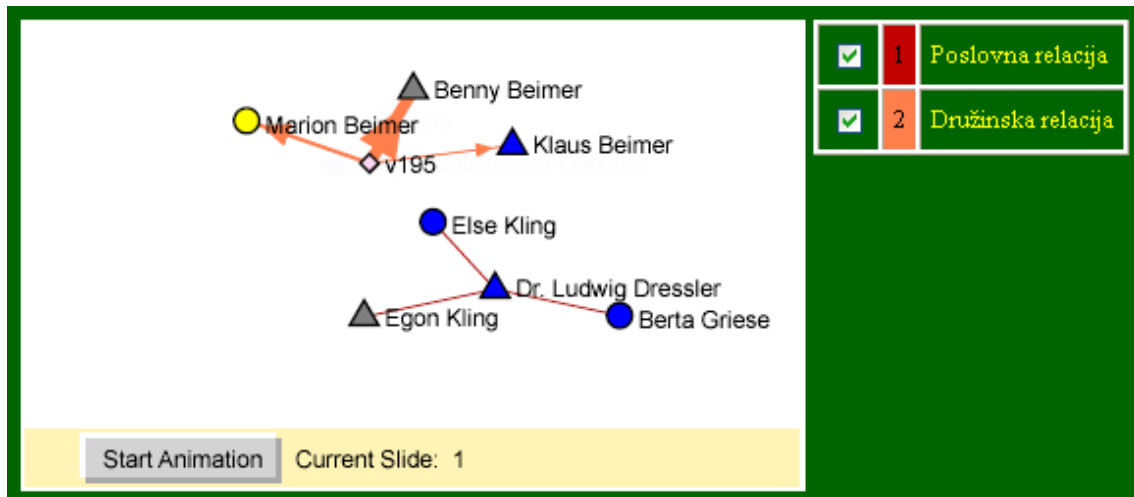 Benny Beimer
Marion Beimer
Klaus Beimer
v195
Else Kling
Dr. Ludwig Dressler
Egon Kling
Berta Griese
Start Animation
Current Slide: 1
1 Poslovna relacija
2 Družinska relacija